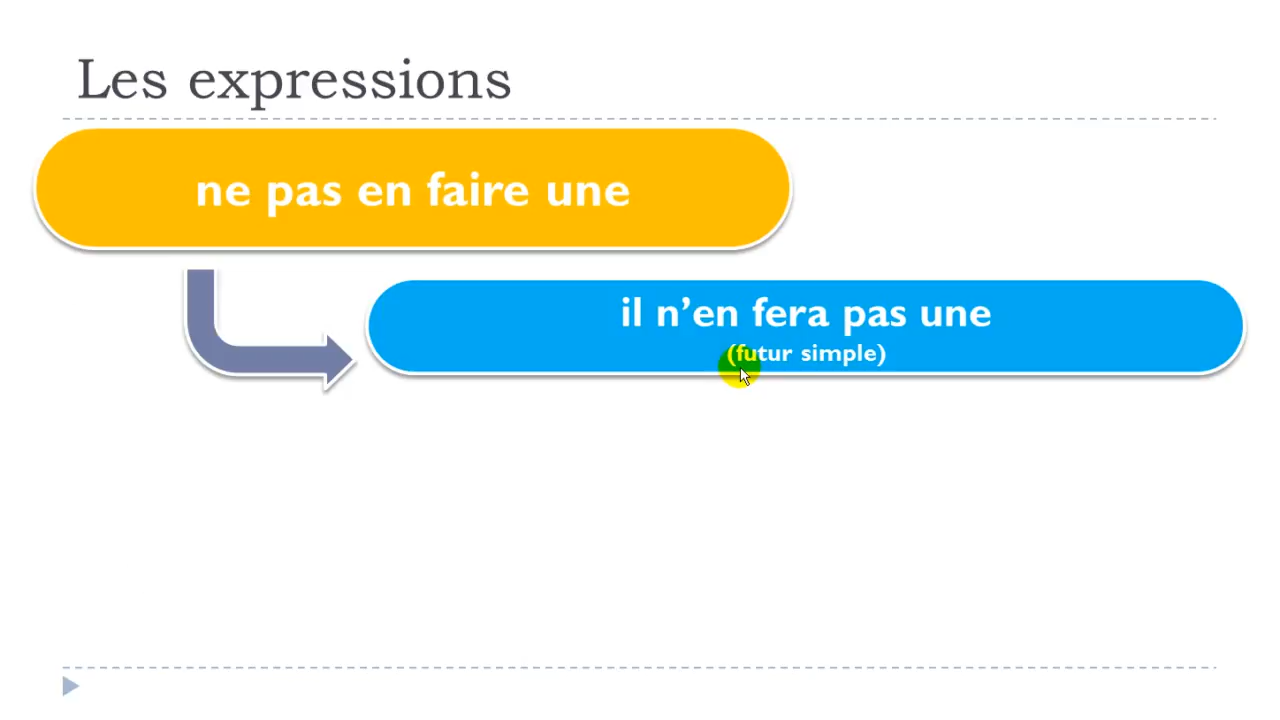 Les expressions
ne pas en faire une
il n’en fera pas une
(futur simple)